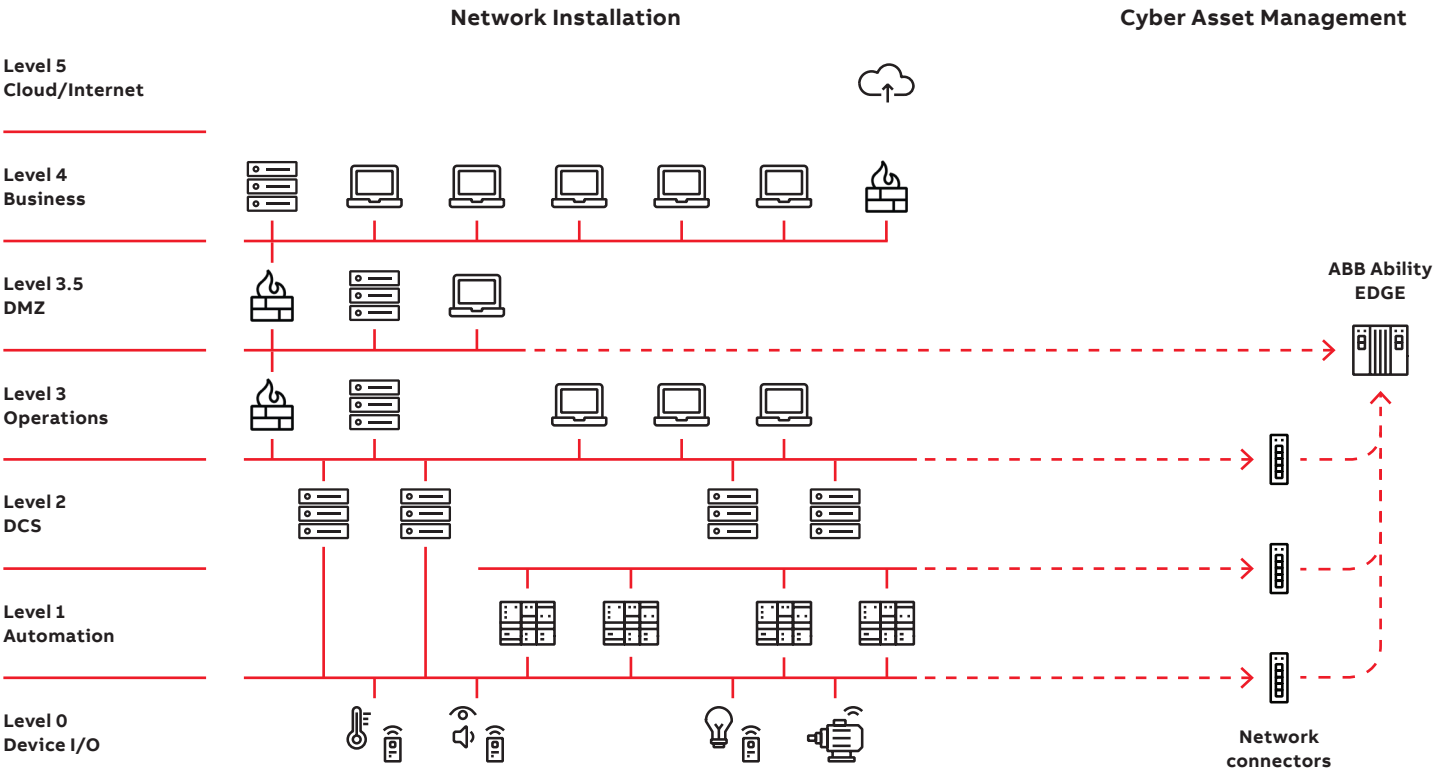 Network Installation
Cyber Asset Management
Level 5
Cloud/Internet
Level 4
Business
Level 3.5
DMZ
ABB Ability
EDGE
Level 3
Operations
Level 2
DCS
Level 1
Automation
Level 0
Device I/O
Network
connectors